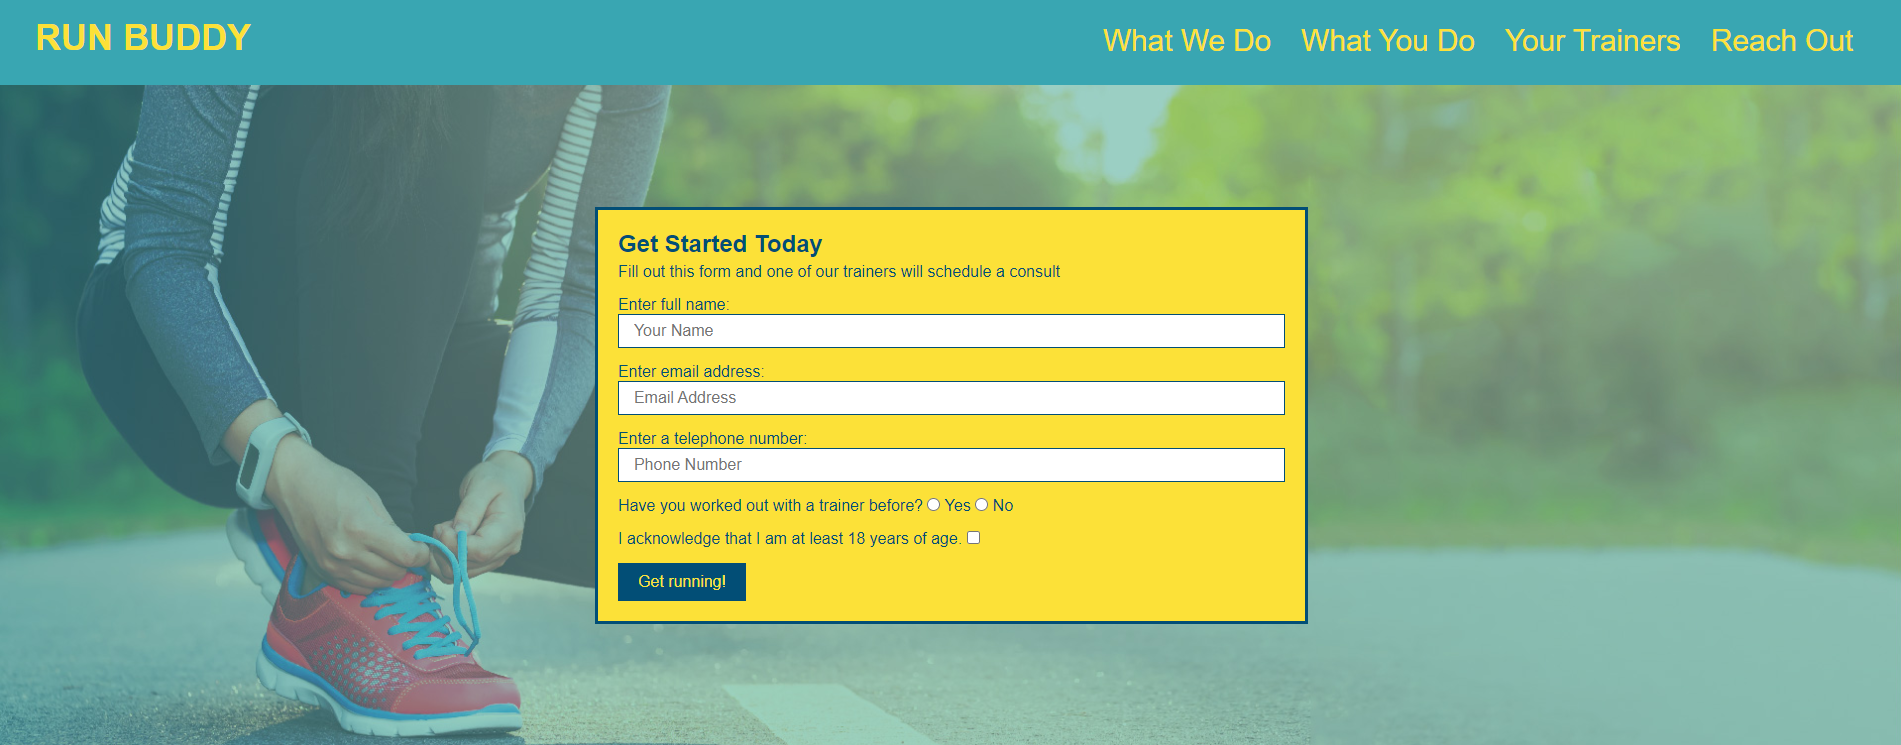 RUN BUDDY
What We Do What You Do Your Trainers Reach Out
Get Started Today
Fill out this form and one of our trainers will schedule a consult
Enter full name:
Your Name
Enter email address:
Email Address
Enter a telephone number:
Phone Number
Have you worked out with a trainer before? Yes No
I acknowledge that I am at least 18 years of age.
Get running!